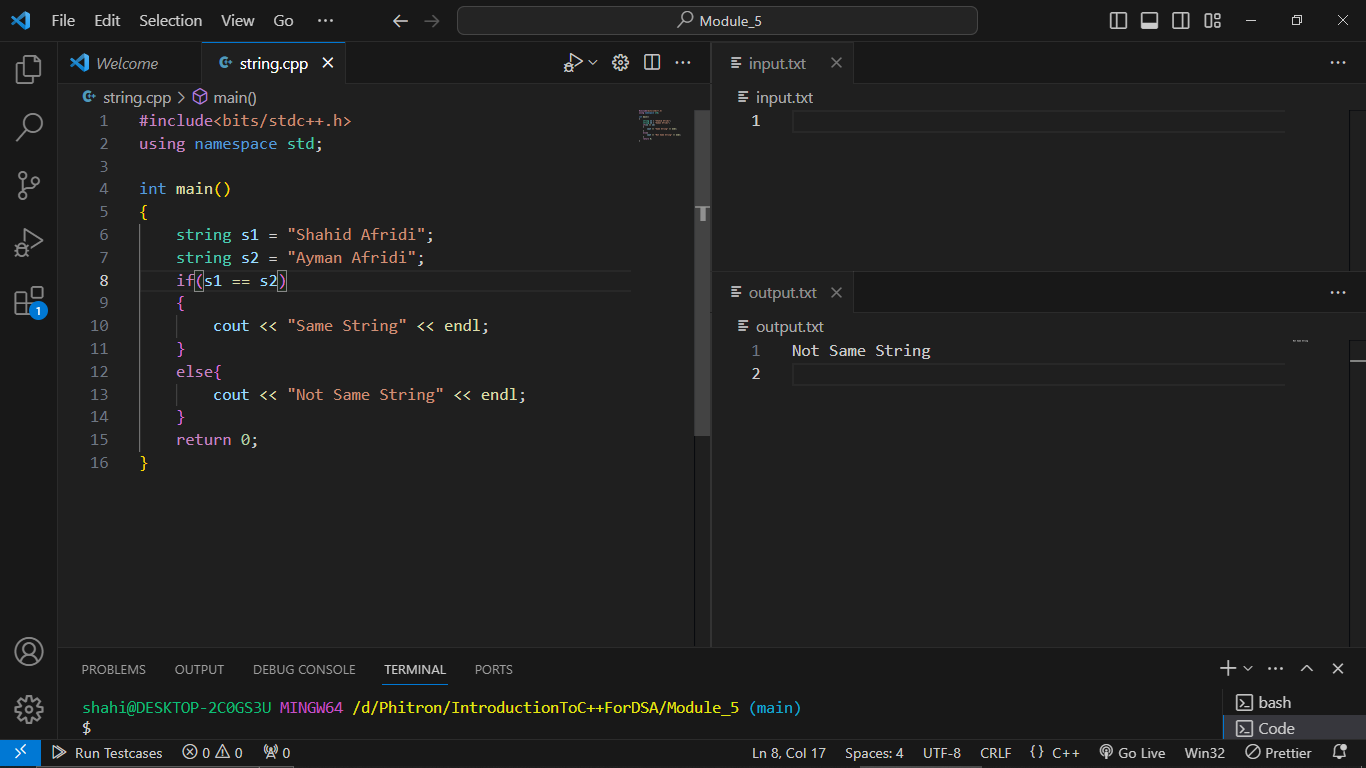 File Edit Selection View Go ··· Module_5
Welcome string.cpp
string.cpp > main()
1 #include<bits/stdc++.h>
2 using namespace std;
3
4 int main()
5 {
6 string s1 = "Shahid Afridi";
7 string s2 = "Ayman Afridi";
8 if(s1 == s2)
9 {
10 cout << "Same String" << endl;
11 }
12 else{
13 cout << "Not Same String" << endl;
14 }
15 return 0;
16 }
input.txt
input.txt
1
output.txt
output.txt
1 Not Same String
2
1
PROBLEMS OUTPUT DEBUG CONSOLE TERMINAL PORTS
shahi@DESKTOP-2C0GS3U MINGW64 /d/Phitron/IntroductionToC++ForDSA/Module_5 (main)
$
bash
Code
Run Testcases 0 0 0 Ln 8, Col 17 Spaces: 4 UTF-8 CRLF {} C++ Go Live Win32 Prettier